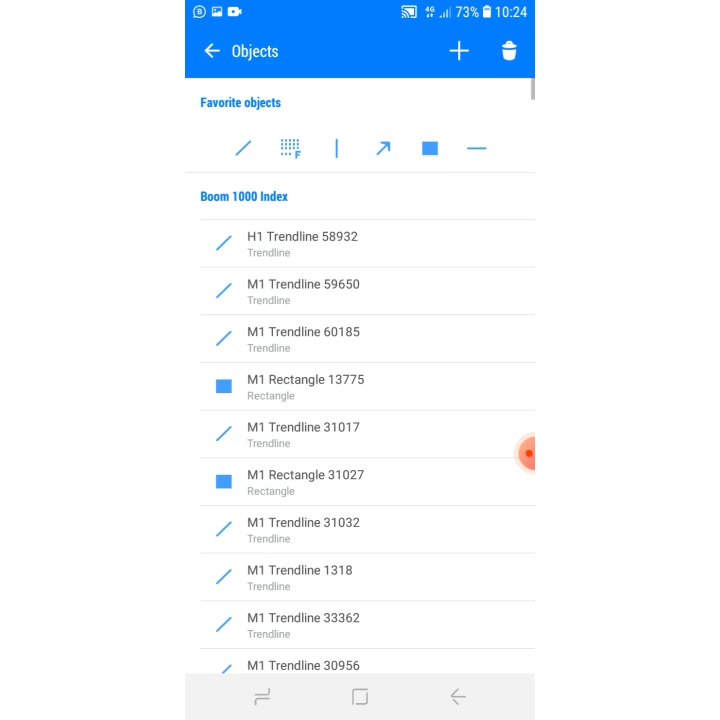 4G 73% 10:24
Objects
Favorite objects
F
Boom 1000 Index
H1 Trendline 58932
Trendline
M1 Trendline 59650
Trendline
M1 Trendline 60185
Trendline
M1 Rectangle 13775
Rectangle
M1 Trendline 31017
Trendline
M1 Rectangle 31027
Rectangle
M1 Trendline 31032
Trendline
M1 Trendline 1318
Trendline
M1 Trendline 33362
Trendline
M1 Trendline 30956